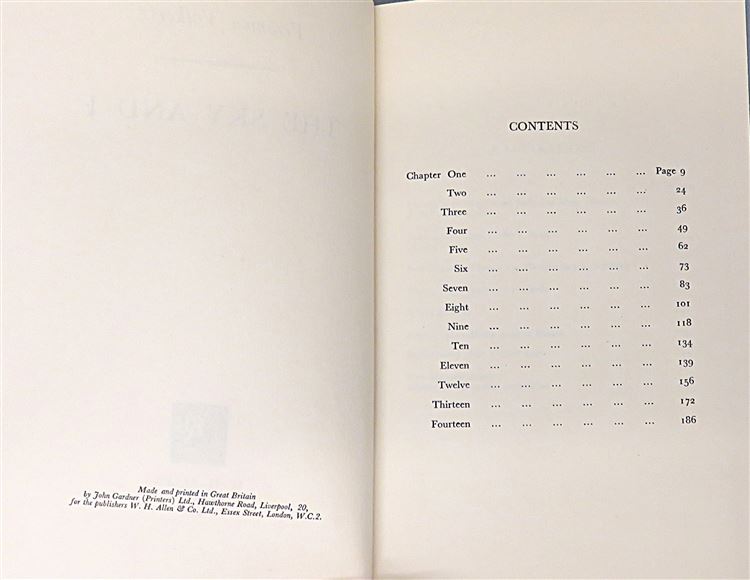 Made and printed in Great Britain
by John Gardner (Printers) Ltd., Hawthorne Road, Liverpool, 20,
for the publishers W. H. Allen & Co. Ltd., Essex Street, London, W.C.2.
CONTENTS
Chapter One ... ... ... ... ... ... Page 9
Two ... ... ... ... ... ... 24
Three ... ... ... ... ... ... 36
Four ... ... ... ... ... ... 49
Five ... ... ... ... ... ... 62
Six ... ... ... ... ... ... 73
Seven ... ... ... ... ... ... 83
Eight ... ... ... ... ... ... 101
Nine ... ... ... ... ... ... 118
Ten ... ... ... ... ... ... 134
Eleven ... ... ... ... ... ... 139
Twelve ... ... ... ... ... ... 156
Thirteen ... ... ... ... ... ... 172
Fourteen ... ... ... ... ... ... 186